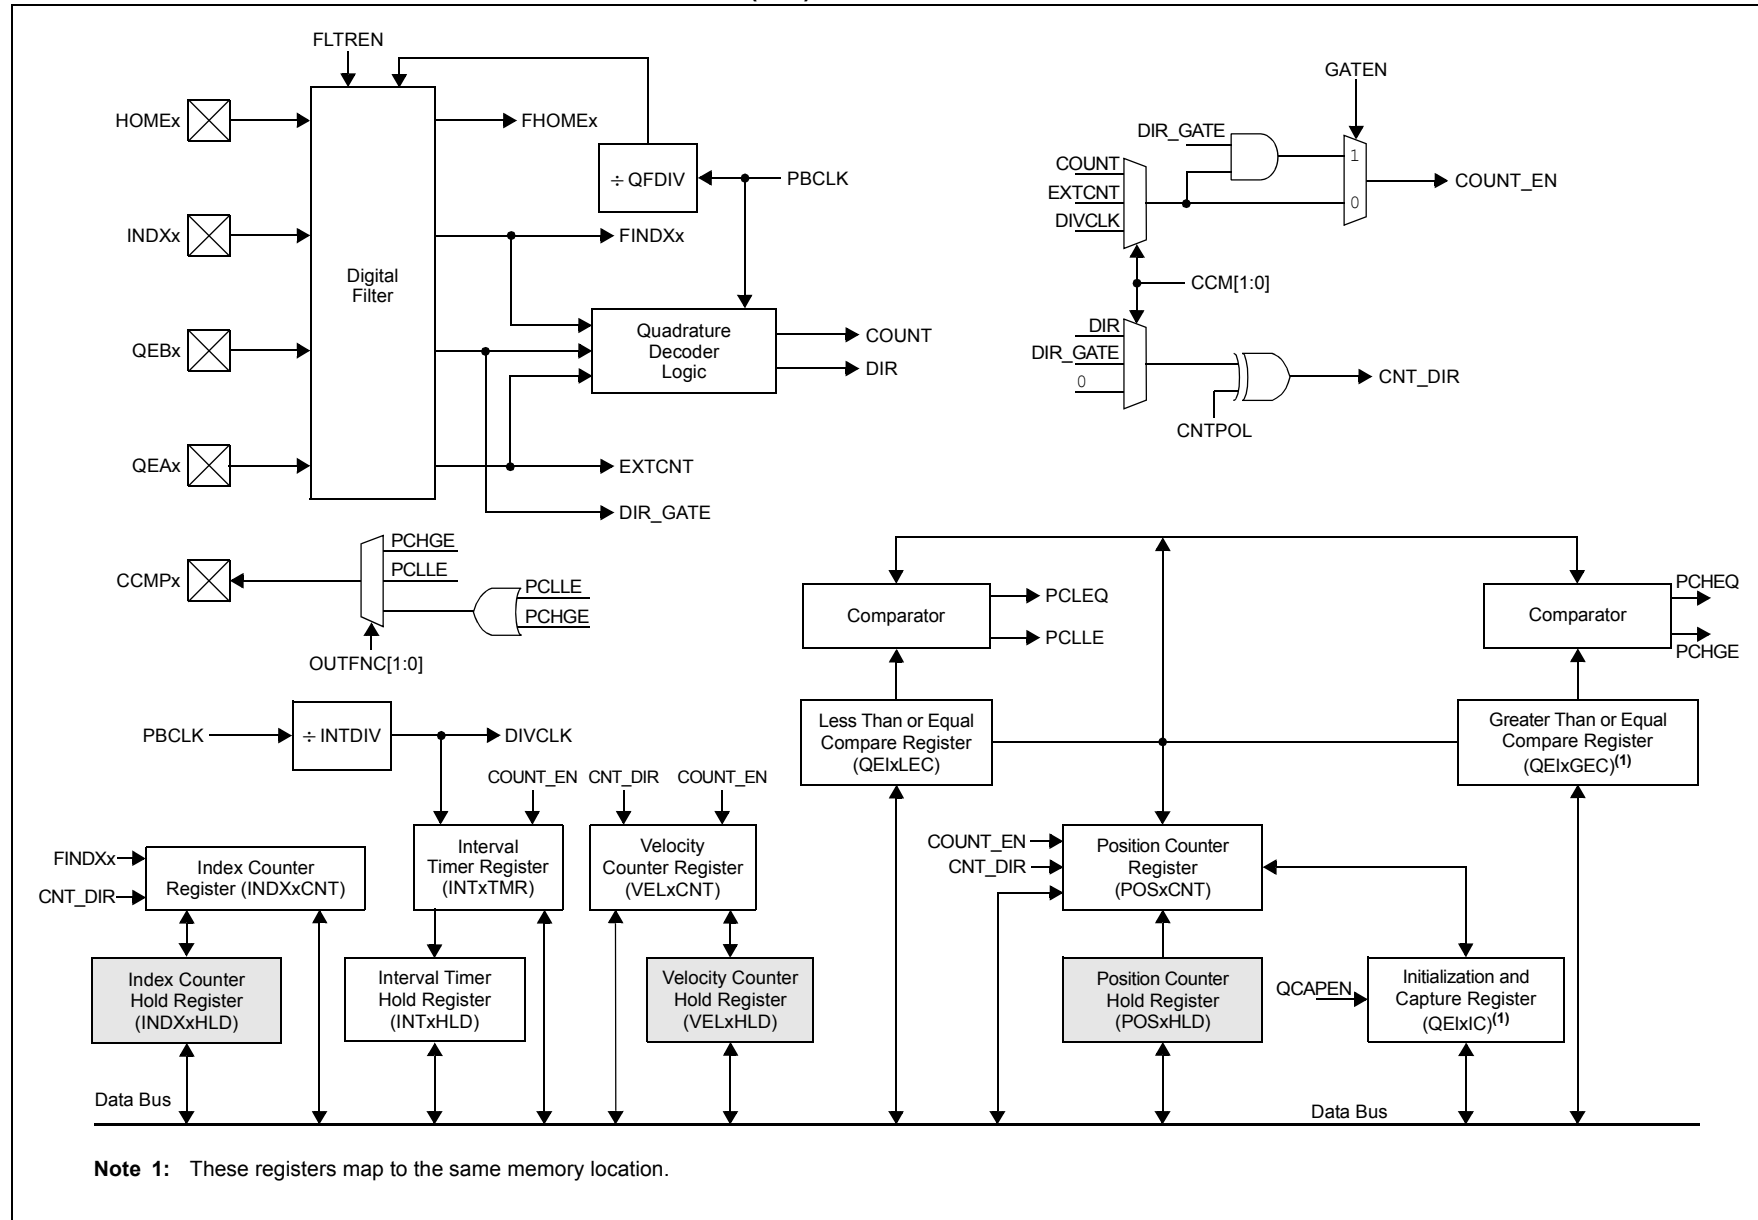 FLTREN
HOMEx
FHOMEx
÷ QFDIV
PBCLK
INDXx
FINDXx
Digital
Filter
QEBx
Quadrature
Decoder
Logic
COUNT
DIR
QEAx
EXTCNT
DIR_GATE
GATEN
DIR_GATE
COUNT
EXTCNT
DIVCLK
1
0
COUNT_EN
CCM[1:0]
DIR
DIR_GATE
0
CNT_DIR
CNTPOL
CCMPx
PCHGE
PCLLE
PCLLE
PCHGE
OUTFNC[1:0]
Comparator
PCLEQ
PCLLE
Comparator
PCHEQ
PCHGE
PBCLK
÷ INTDIV
DIVCLK
Less Than or Equal
Compare Register
(QEIxLEC)
Greater Than or Equal
Compare Register
(QEIxGEC)(1)
COUNT_EN
CNT_DIR
COUNT_EN
FINDXx
CNT_DIR
Index Counter
Register (INDXxCNT)
Interval
Timer Register
(INTxTMR)
Velocity
Counter Register
(VELxCNT)
COUNT_EN
CNT_DIR
Position Counter
Register
(POSxCNT)
Index Counter
Hold Register
(INDXxHLD)
Interval Timer
Hold Register
(INTxHLD)
Velocity Counter
Hold Register
(VELxHLD)
Position Counter
Hold Register
(POSxHLD)
QCAPEN
Initialization and
Capture Register
(QEIxIC)(1)
Data Bus
Data Bus
Note 1: These registers map to the same memory location.